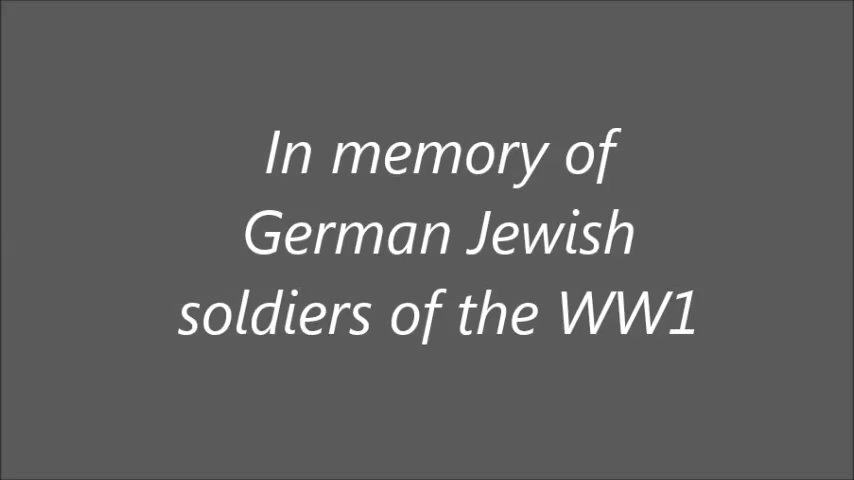 In memory of
German Jewish
soldiers of the WW1